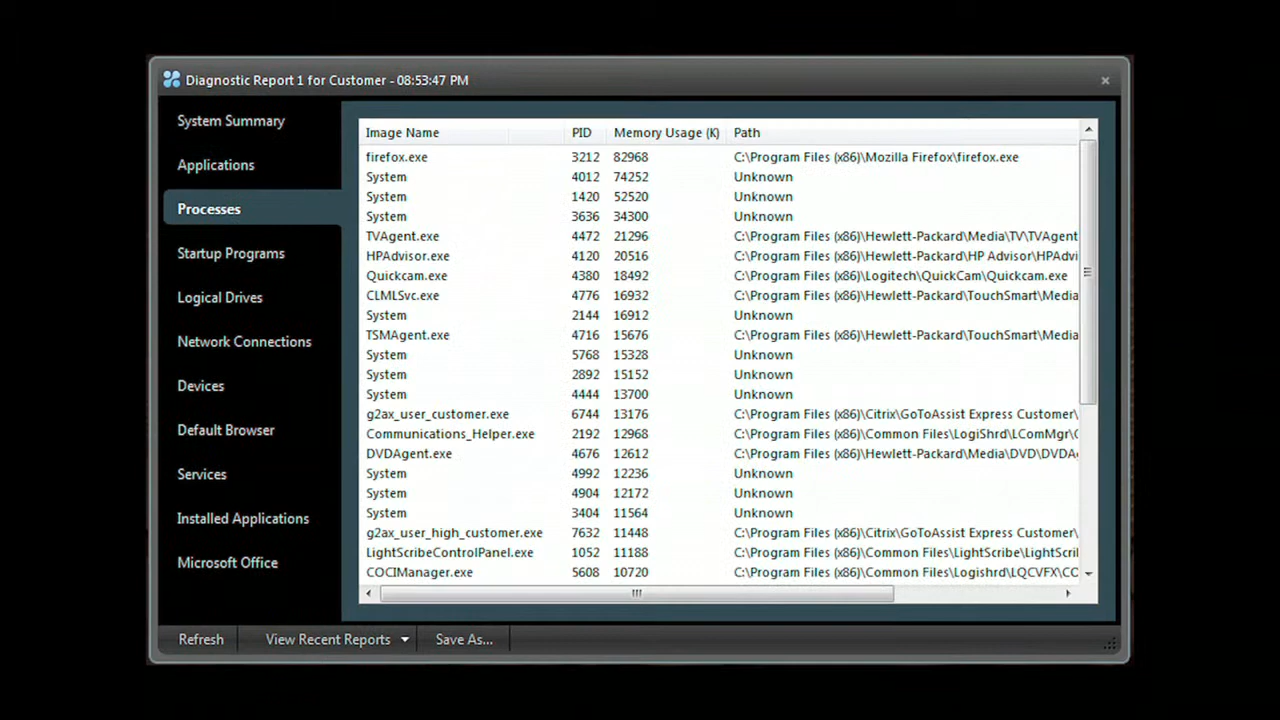 Diagnostic Report 1 for Customer - 08:53:47 PM
System Summary
Applications
Processes
Startup Programs
Logical Drives
Network Connections
Devices
Default Browser
Services
Installed Applications
Microsoft Office
Image Name PID Memory Usage (K) Path
firefox.exe 3212 82968 C:\Program Files (x86)\Mozilla Firefox\firefox.exe
System 4012 74252 Unknown
System 1420 52520 Unknown
System 3636 34300 Unknown
TVAgent.exe 4472 21296 C:\Program Files (x86)\Hewlett-Packard\Media\TV\TVAgent
HPAdvisor.exe 4120 20516 C:\Program Files (x86)\Hewlett-Packard\HP Advisor\HPAdvi
Quickcam.exe 4380 18492 C:\Program Files (x86)\Logitech\QuickCam\Quickcam.exe
CLMLSvc.exe 4776 16932 C:\Program Files (x86)\Hewlett-Packard\TouchSmart\Media
System 2144 16912 Unknown
TSMAgent.exe 4716 15676 C:\Program Files (x86)\Hewlett-Packard\TouchSmart\Media
System 5768 15328 Unknown
System 2892 15152 Unknown
System 4444 13700 Unknown
g2ax_user_customer.exe 6744 13176 C:\Program Files (x86)\Citrix\GoToAssist Express Customer\
Communications_Helper.exe 2192 12968 C:\Program Files (x86)\Common Files\LogiShrd\LComMgr\C
DVDAgent.exe 4676 12612 C:\Program Files (x86)\Hewlett-Packard\Media\DVD\DVDAg
System 4992 12236 Unknown
System 4904 12172 Unknown
System 3404 11564 Unknown
g2ax_user_high_customer.exe 7632 11448 C:\Program Files (x86)\Citrix\GoToAssist Express Customer\
LightScribeControlPanel.exe 1052 11188 C:\Program Files (x86)\Common Files\LightScribe\LightScri
COCIManager.exe 5608 10720 C:\Program Files (x86)\Common Files\Logishrd\LQCVFX\CO
Refresh View Recent Reports Save As...